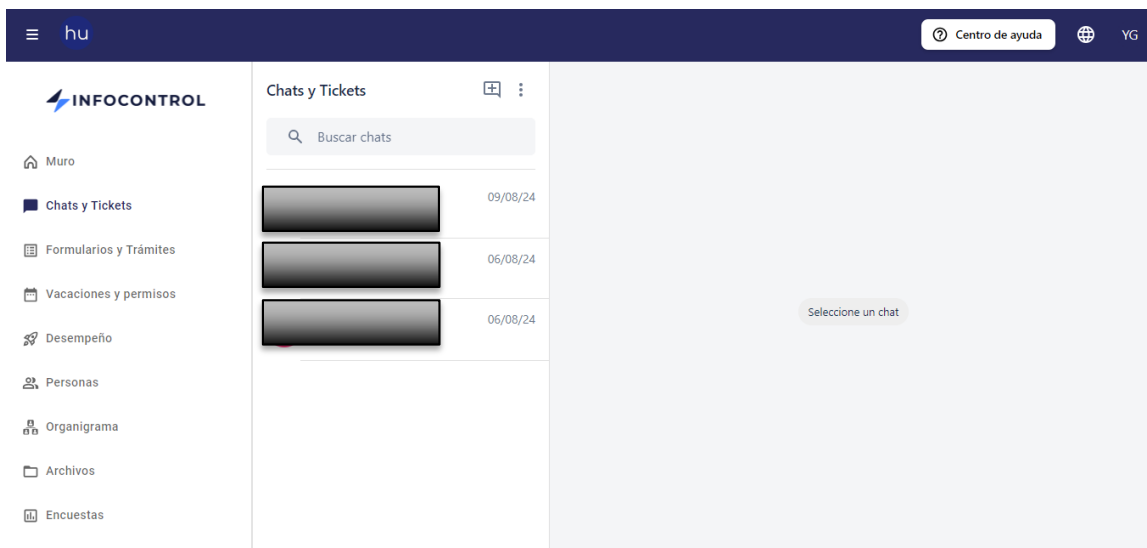 hu
Centro de ayuda
YG
INFOCONTROL
Muro
Chats y Tickets
Formularios y Trámites
Vacaciones y permisos
Desempeño
Personas
Organigrama
Archivos
Encuestas
Chats y Tickets
Buscar chats
09/08/24
06/08/24
06/08/24
Seleccione un chat